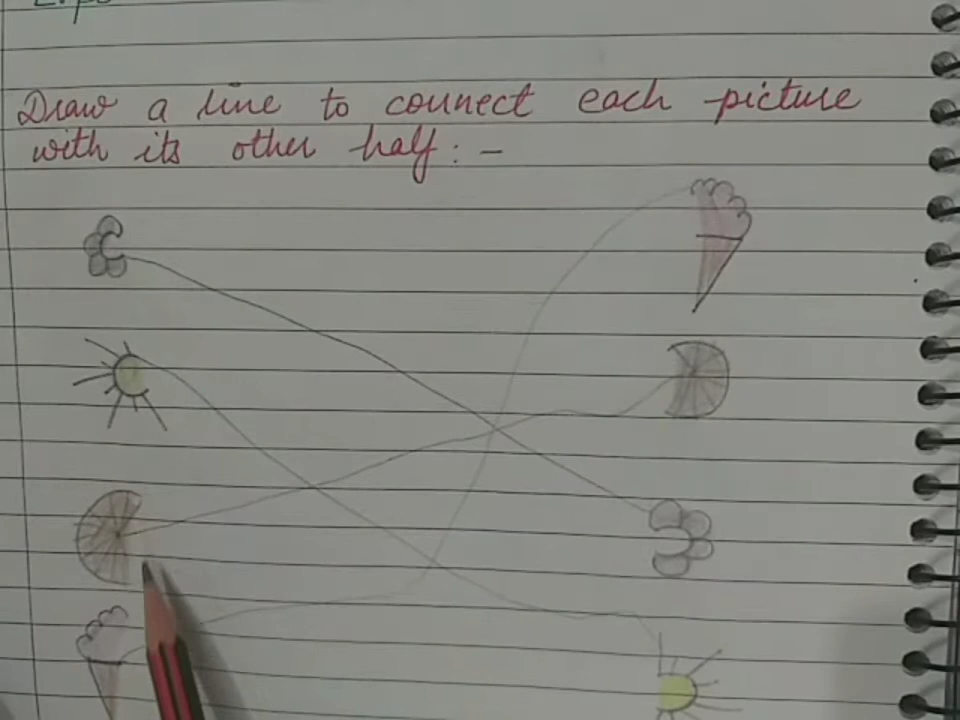 Draw a line to connect each picture
with its other half : -